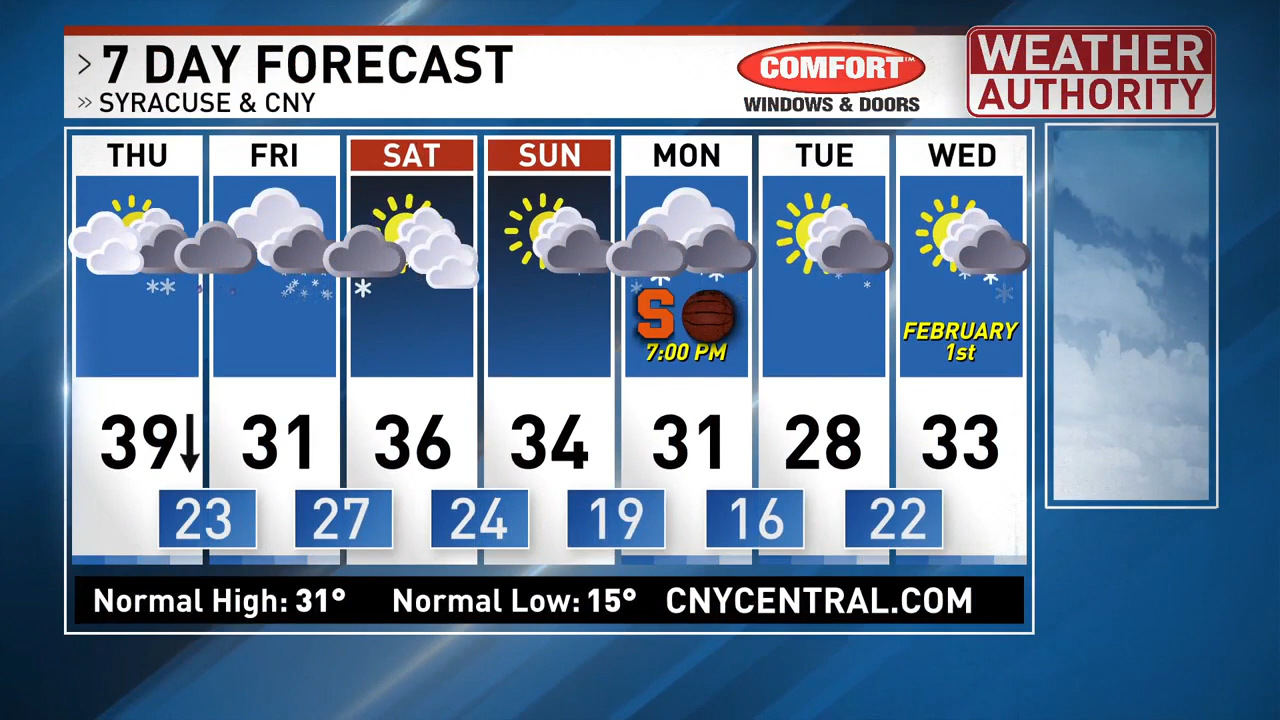 > 7 DAY FORECAST
» SYRACUSE & CNY
COMFORT™
WINDOWS & DOORS
WEATHER
AUTHORITY
THU FRI SAT SUN MON TUE WED
S
7:00 PM
FEBRUARY
1st
39↓ 31 36 34 31 28 33
23 27 24 19 16 22
Normal High: 31° Normal Low: 15° CNYCENTRAL.COM